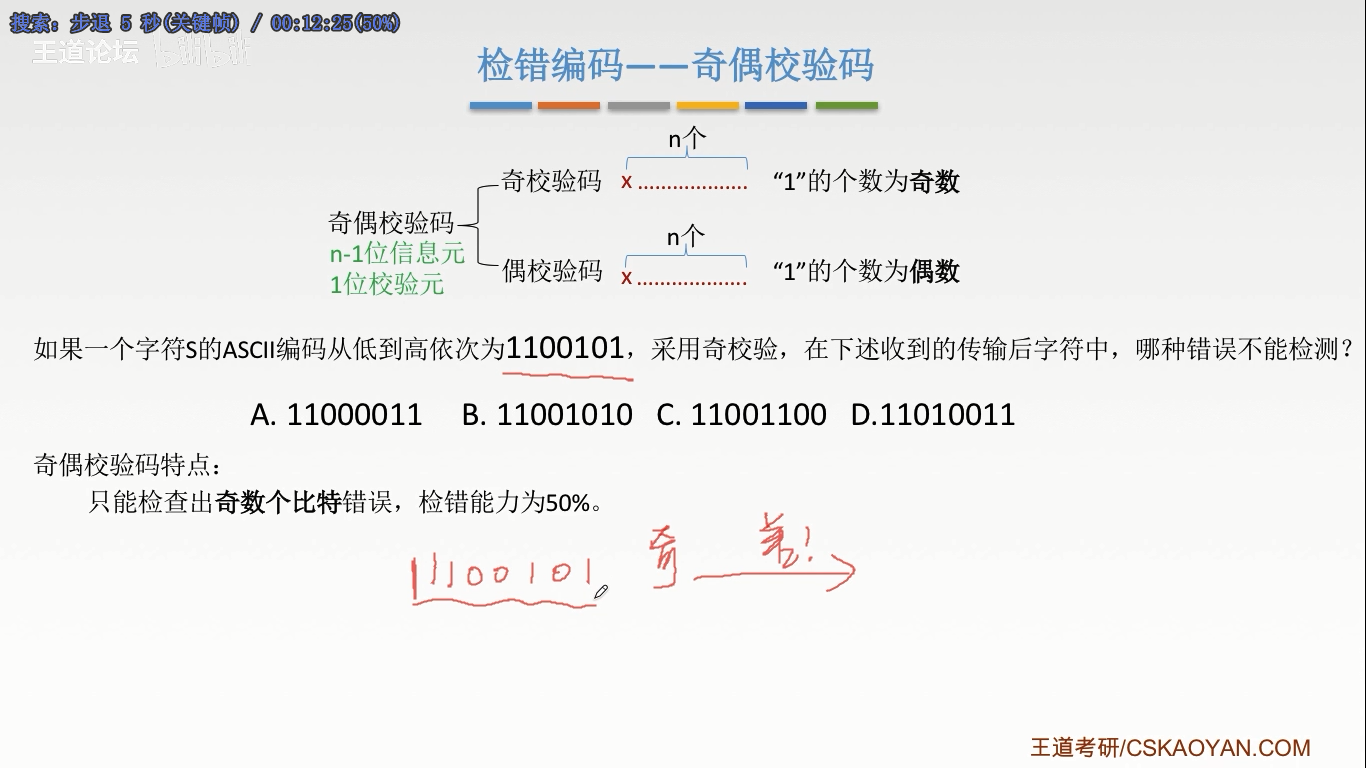 搜索: 步退 5 秒(关键帧) / 00:12:25(50%)
王道论坛 bilibili
检错编码——奇偶校验码
n个
奇校验码 x ................... “1”的个数为奇数
奇偶校验码
n-1位信息元
1位校验元
n个
偶校验码 x ................... “1”的个数为偶数
如果一个字符S的ASCII编码从低到高依次为1100101，采用奇校验，在下述收到的传输后字符中，哪种错误不能检测？
A. 11000011 B. 11001010 C. 11001100 D.11010011
奇偶校验码特点：
只能检查出奇数个比特错误，检错能力为50%。
11100101 奇
王道考研/CSKAOYAN.COM